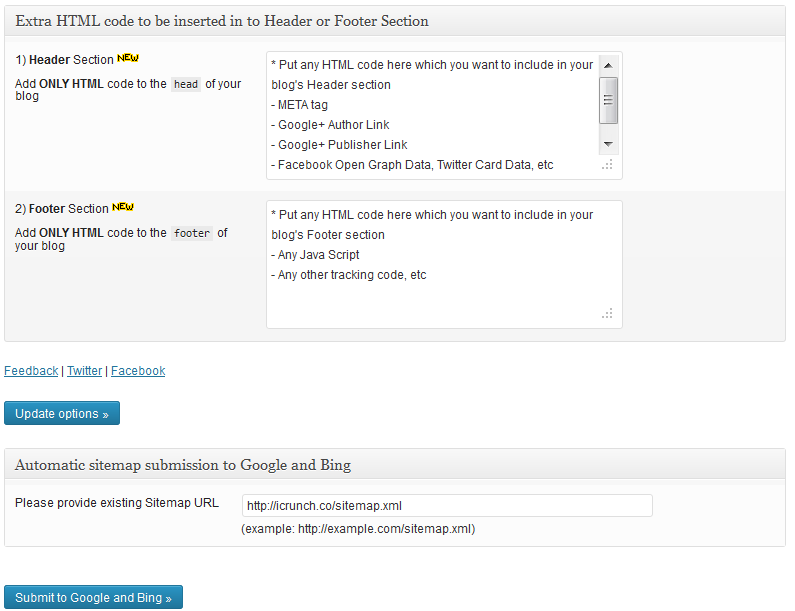 Extra HTML code to be inserted in to Header or Footer Section
1) Header Section NEW
Add ONLY HTML code to the head of your
blog
* Put any HTML code here which you want to include in your
blog's Header section
- META tag
- Google+ Author Link
- Google+ Publisher Link
- Facebook Open Graph Data, Twitter Card Data, etc
2) Footer Section NEW
Add ONLY HTML code to the footer of
your blog
* Put any HTML code here which you want to include in your
blog's Footer section
- Any Java Script
- Any other tracking code, etc
Feedback | Twitter | Facebook
Update options »
Automatic sitemap submission to Google and Bing
Please provide existing Sitemap URL
http://icrunch.co/sitemap.xml
(example: http://example.com/sitemap.xml)
Submit to Google and Bing »